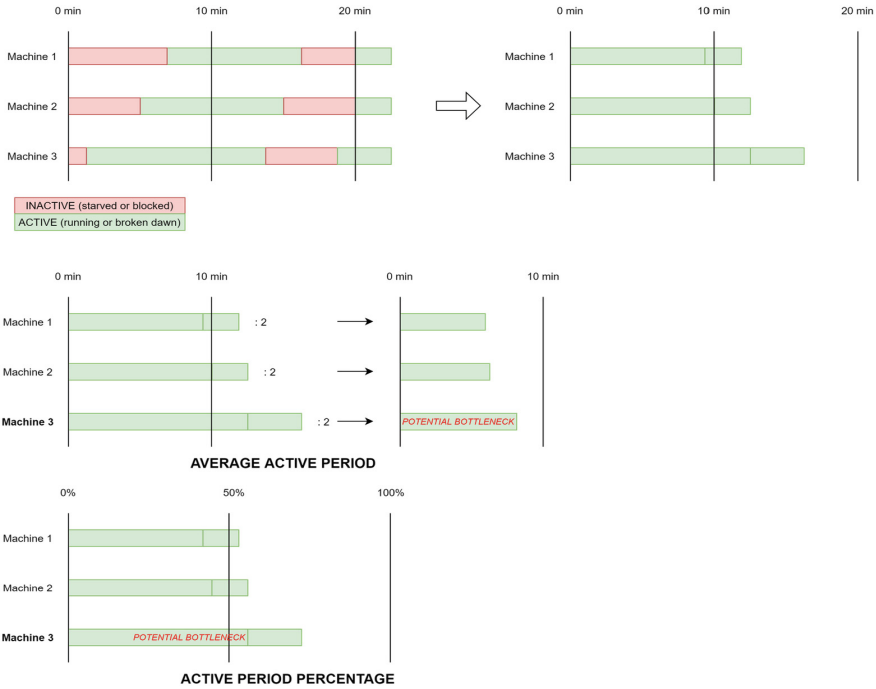 0 min 10 min 20 min
Machine 1
Machine 2
Machine 3
0 min 10 min 20 min
Machine 1
Machine 2
Machine 3
INACTIVE (starved or blocked)
ACTIVE (running or broken dawn)
0 min 10 min
Machine 1 : 2
Machine 2 : 2
Machine 3 : 2
0 min 10 min
POTENTIAL BOTTLENECK
AVERAGE ACTIVE PERIOD
0% 50% 100%
Machine 1
Machine 2
Machine 3 POTENTIAL BOTTLENECK
ACTIVE PERIOD PERCENTAGE